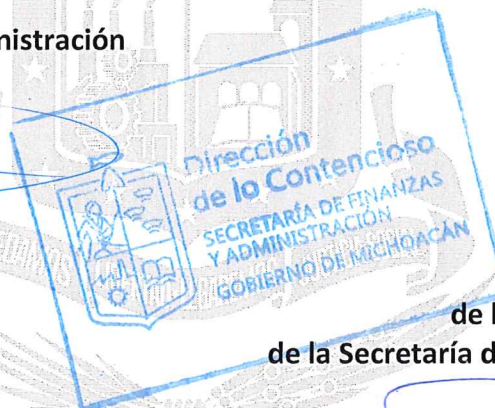 nistración
Dirección
de lo Contencioso
SECRETARÍA DE FINANZAS
Y ADMINISTRACIÓN
GOBIERNO DE MICHOACÁN
de l
de la Secretaría d